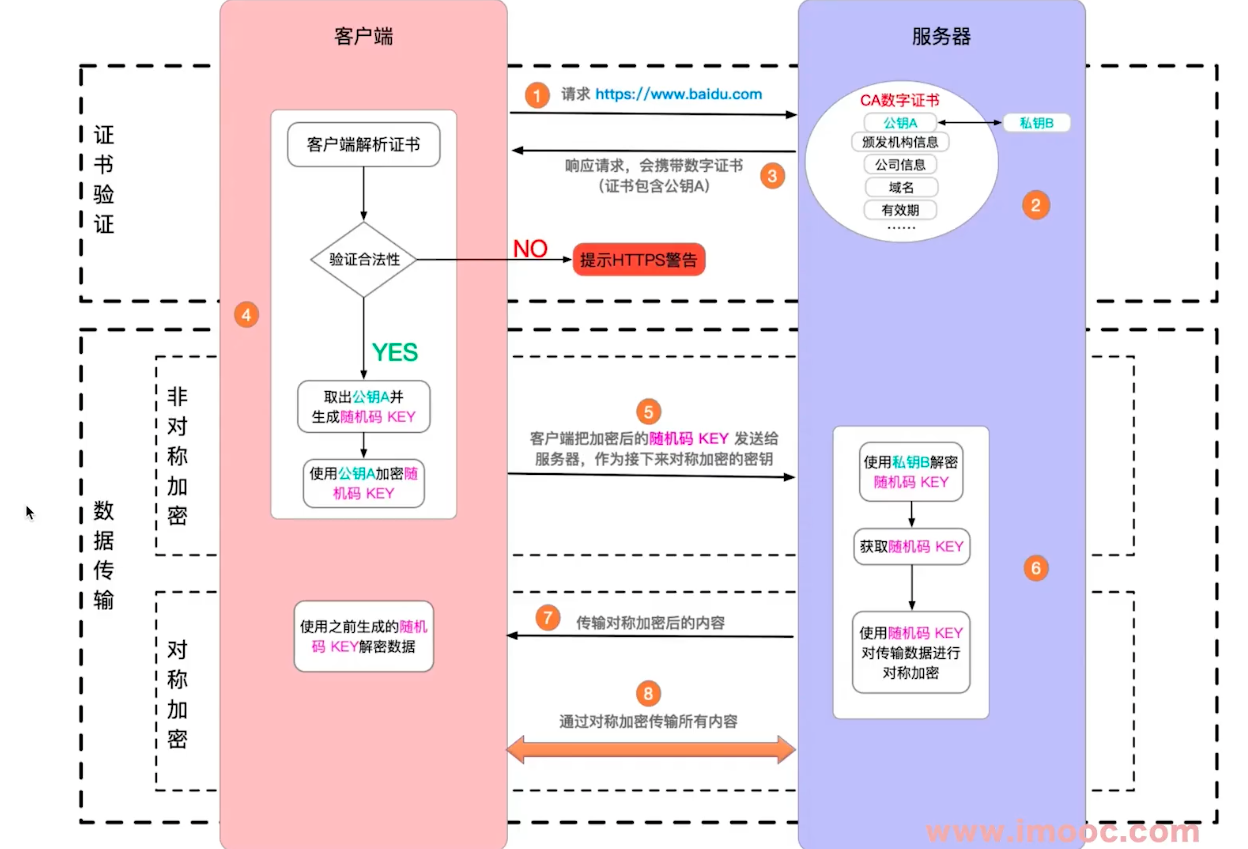 客户端
服务器
证
书
验
证
1
请求 https://www.baidu.com
CA数字证书
公钥A
私钥B
颁发机构信息
公司信息
域名
有效期
……
2
响应请求，会携带数字证书
（证书包含公钥A）
3
客户端解析证书
验证合法性
NO
提示HTTPS警告
4
YES
取出公钥A并
生成随机码 KEY
使用公钥A加密随
机码 KEY
数
据
传
输
非
对
称
加
密
5
客户端把加密后的随机码 KEY 发送给
服务器，作为接下来对称加密的密钥
使用私钥B解密
随机码 KEY
获取随机码 KEY
6
使用随机码 KEY
对传输数据进行
对称加密
对
称
加
密
7
传输对称加密后的内容
使用之前生成的随机
码 KEY解密数据
8
通过对称加密传输所有内容
www.imooc.com